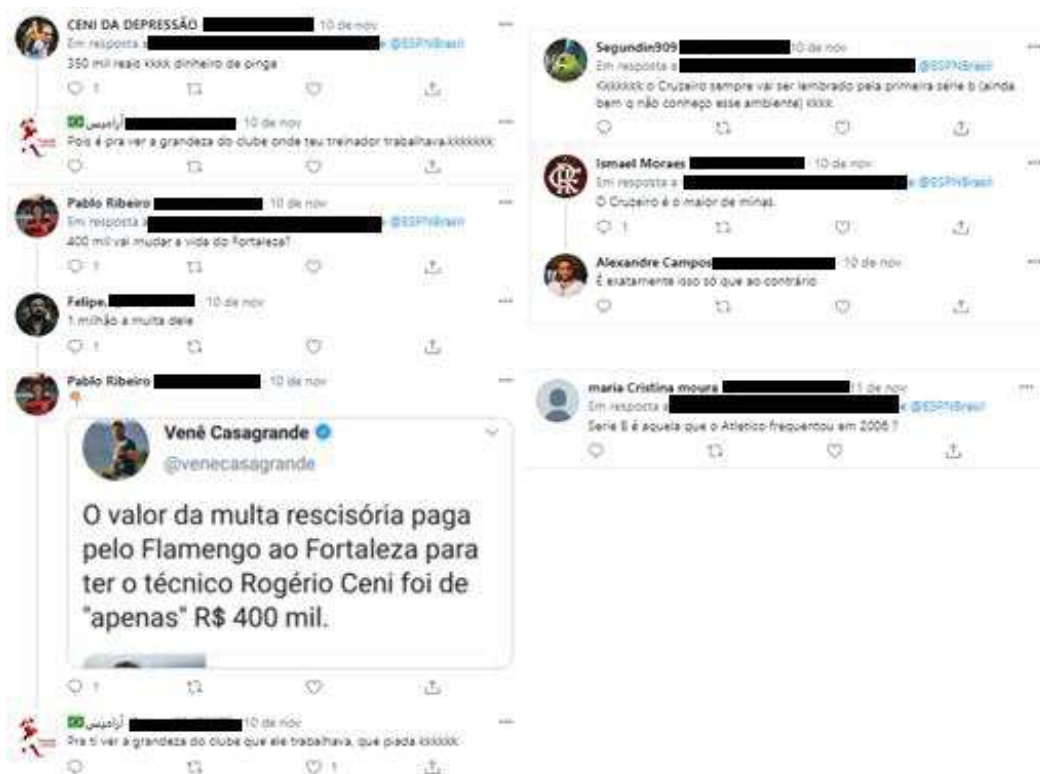 CENI DA DEPRESSÃO 10 de nov
Em resposta a e @ESPNBrasil
350 mil reais kkkk dinheiro de pinga
1
آرامیس 10 de nov
Pois é pra ver a grandeza do clube onde teu treinador trabalhava.kkkkkkk
Pablo Ribeiro 10 de nov
Em resposta a e @ESPNBrasil
400 mil vai mudar a vida do Fortaleza?
1
Felipe. 10 de nov
1 milhão a multa dele
1
Pablo Ribeiro 10 de nov
Venê Casagrande
@venecasagrande
O valor da multa rescisória paga
pelo Flamengo ao Fortaleza para
ter o técnico Rogério Ceni foi de
"apenas" R$ 400 mil.
1
آرامیس 10 de nov
Pra ti ver a grandeza do clube que ele trabalhava, que piada kkkkkk
1
Segundin909 10 de nov
Em resposta a @ESPNBrasil
Kkkkkkk o Cruzeiro sempre vai ser lembrado pela primeira série b (ainda
bem q não conheço esse ambiente) kkkk
Ismael Moraes 10 de nov
Em resposta a e @ESPNBrasil
O Cruzeiro é o maior de minas.
1
Alexandre Campos 10 de nov
É exatamente isso só que ao contrário
maria Cristina moura 11 de nov
Em resposta a e @ESPNBrasil
Serie B é aquela que o Atletico frequentou em 2006 ?